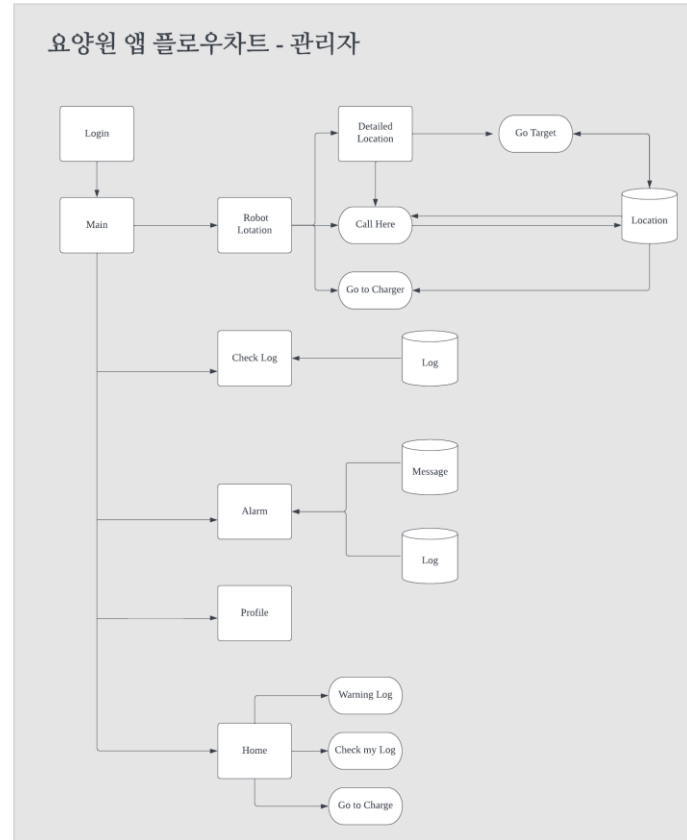 요양원 앱 플로우차트 - 관리자
Login
Detailed
Location
Go Target
Main
Robot
Lotation
Call Here
Location
Go to Charger
Check Log
Log
Message
Alarm
Log
Profile
Warning Log
Home
Check my Log
Go to Charge